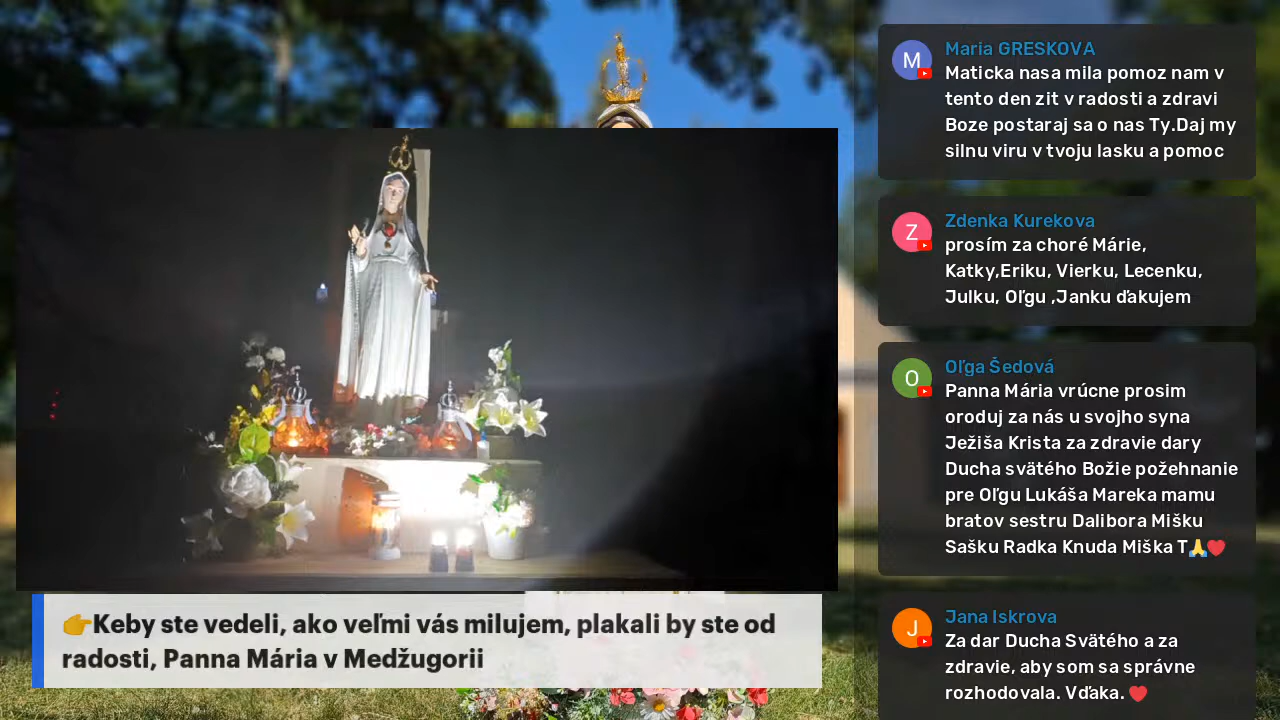 👉Keby ste vedeli, ako veľmi vás milujem, plakali by ste od
radosti, Panna Mária v Medžugorii
M
Maria GRESKOVA
Maticka nasa mila pomoz nam v
tento den zit v radosti a zdravi
Boze postaraj sa o nas Ty.Daj my
silnu viru v tvoju lasku a pomoc
Z
Zdenka Kurekova
prosím za choré Márie,
Katky,Eriku, Vierku, Lecenku,
Julku, Oľgu ,Janku ďakujem
O
Oľga Šedová
Panna Mária vrúcne prosim
oroduj za nás u svojho syna
Ježiša Krista za zdravie dary
Ducha svätého Božie požehnanie
pre Oľgu Lukáša Mareka mamu
bratov sestru Dalibora Mišku
Sašku Radka Knuda Miška T🙏❤️
J
Jana Iskrova
Za dar Ducha Svätého a za
zdravie, aby som sa správne
rozhodovala. Vďaka. ❤️